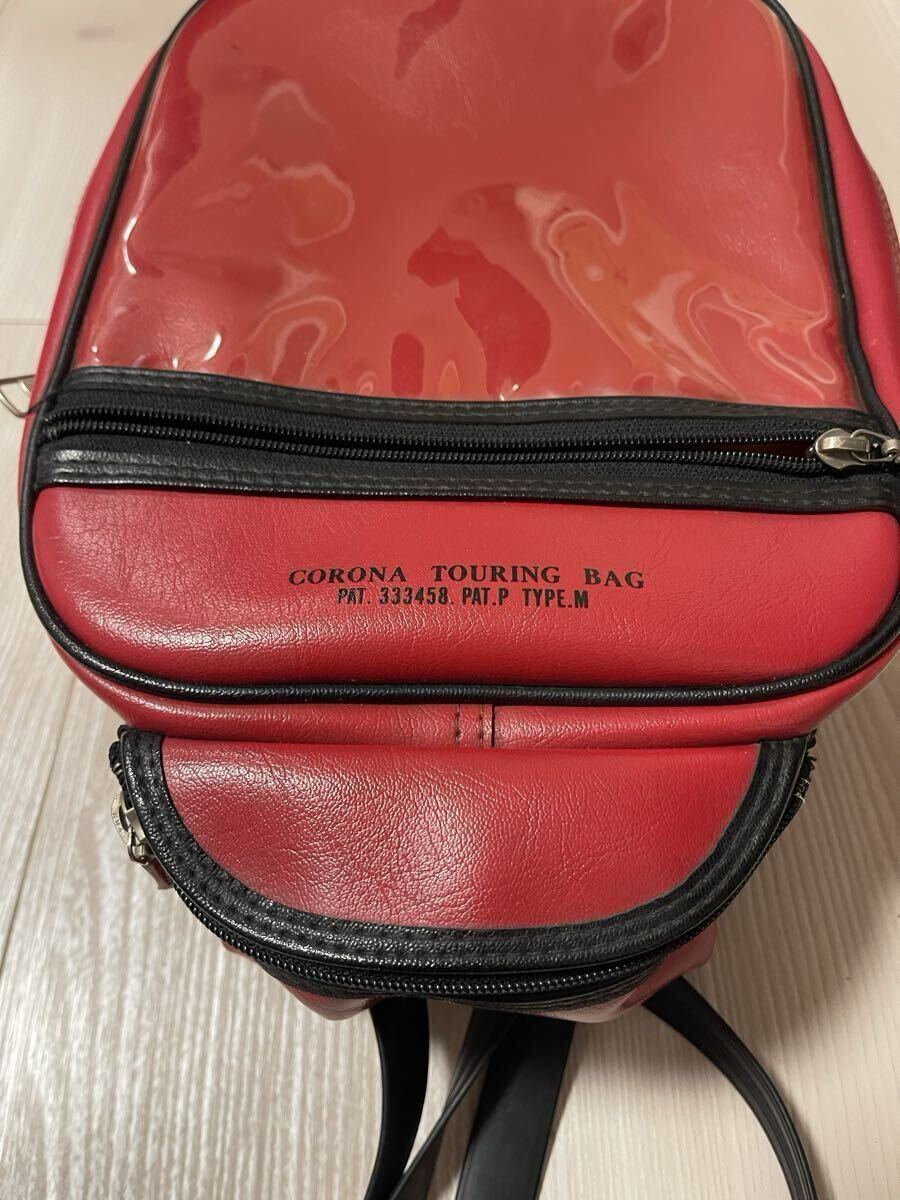 CORONA TOURING BAG
PAT. 333458. PAT.P TYPE.M